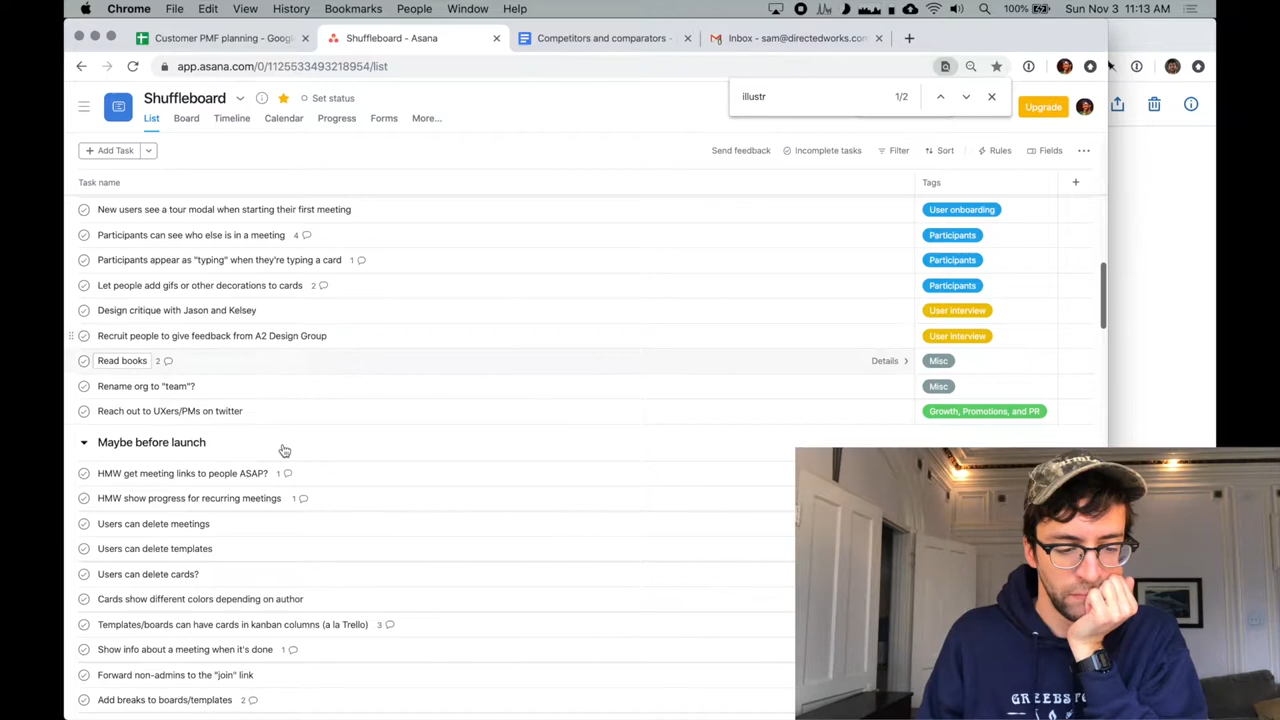 Chrome File Edit View History Bookmarks People Window Help 100% Sun Nov 3 11:13 AM
Customer PMF planning - Googl × Shuffleboard - Asana × Competitors and comparators - × Inbox - sam@directedworks.com × +
app.asana.com/0/1125533493218954/list
illustr 1/2
Shuffleboard Set status Upgrade
List Board Timeline Calendar Progress Forms More...
+ Add Task Send feedback Incomplete tasks Filter Sort Rules Fields
Task name Tags +
New users see a tour modal when starting their first meeting User onboarding
Participants can see who else is in a meeting 4 Participants
Participants appear as "typing" when they're typing a card 1 Participants
Let people add gifs or other decorations to cards 2 Participants
Design critique with Jason and Kelsey User interview
Recruit people to give feedback from A2 Design Group User interview
Read books 2 Details > Misc
Rename org to "team"? Misc
Reach out to UXers/PMs on twitter Growth, Promotions, and PR
Maybe before launch
HMW get meeting links to people ASAP? 1
HMW show progress for recurring meetings 1
Users can delete meetings
Users can delete templates
Users can delete cards?
Cards show different colors depending on author
Templates/boards can have cards in kanban columns (a la Trello) 3
Show info about a meeting when it's done 1
Forward non-admins to the "join" link
Add breaks to boards/templates 2